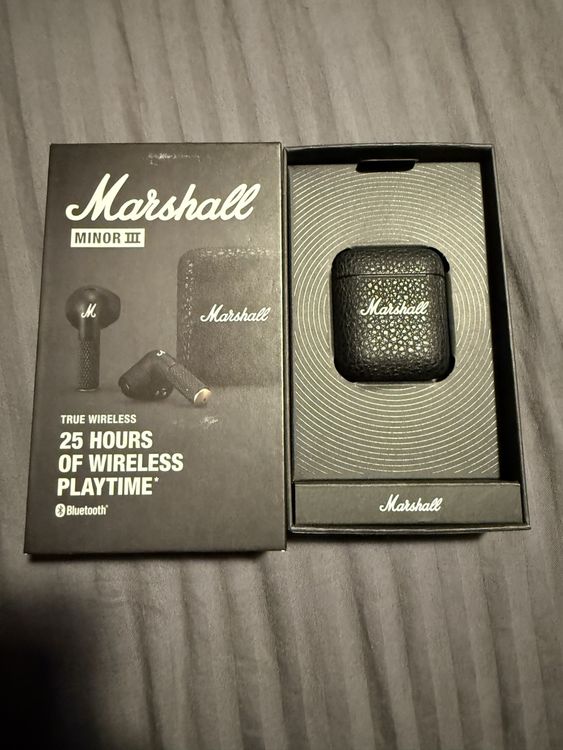 Marshall
MINOR III
M
Marshall
TRUE WIRELESS
25 HOURS
OF WIRELESS
PLAYTIME*
Bluetooth®
Marshall
Marshall